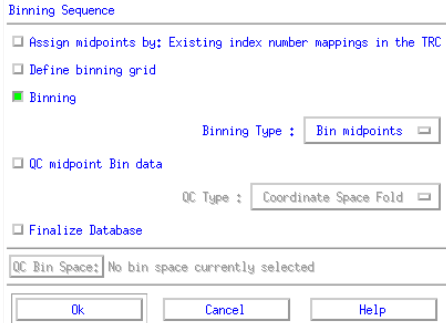 Binning Sequence
Assign midpoints by: Existing index number mappings in the TRC
Define binning grid
Binning
Binning Type : Bin midpoints
QC midpoint Bin data
QC Type : Coordinate Space Fold
Finalize Database
QC Bin Space: No bin space currently selected
Ok Cancel Help